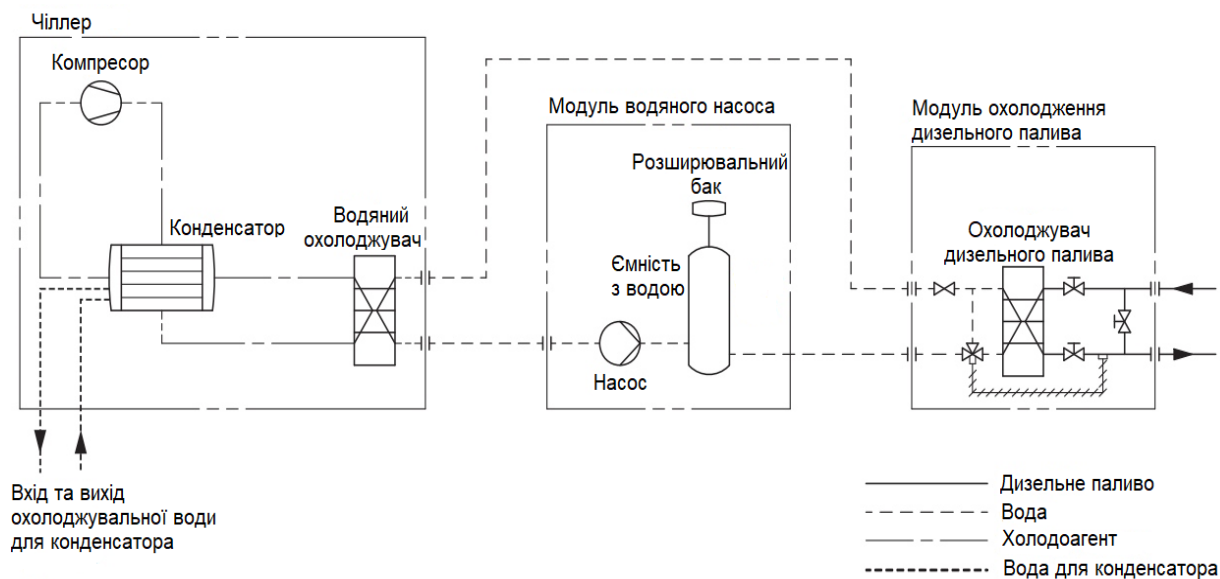 Чіллер
Компресор
Конденсатор
Водяний
охолоджувач
Модуль водяного насоса
Розширювальний
бак
Ємність
з водою
Насос
Модуль охолодження
дизельного палива
Охолоджувач
дизельного палива
Вхід та вихід
охолоджувальної води
для конденсатора
Дизельне паливо
Вода
Холодоагент
Вода для конденсатора